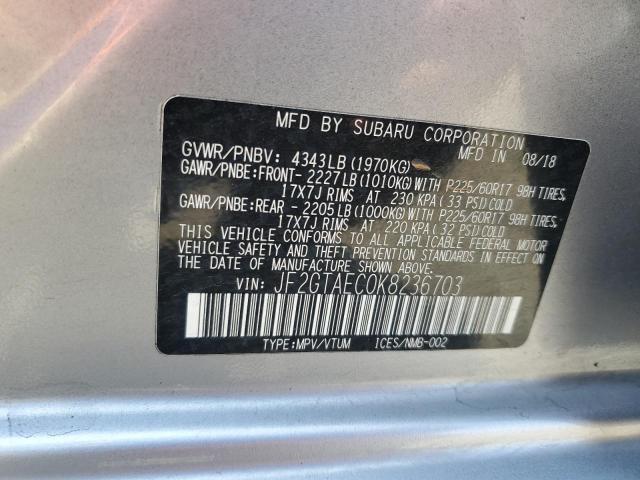 MFD BY SUBARU CORPORATION
GVWR/PNBV: 4343LB (1970KG) MFD IN 08/18
GAWR/PNBE:FRONT- 2227LB (1010KG) WITH P225/60R17 98H TIRES,
17X7J RIMS AT 230 KPA (33 PSI) COLD
GAWR/PNBE:REAR - 2205LB (1000KG) WITH P225/60R17 98H TIRES,
17X7J RIMS AT 220 KPA (32 PSI) COLD
THIS VEHICLE CONFORMS TO ALL APPLICABLE FEDERAL MOTOR
VEHICLE SAFETY AND THEFT PREVENTION STANDARDS IN EFFECT ON THE
DATE OF MANUFACTURE SHOWN ABOVE.
VIN: JF2GTAEC0K8236703
TYPE:MPV/VTUM ICES/NMB-002